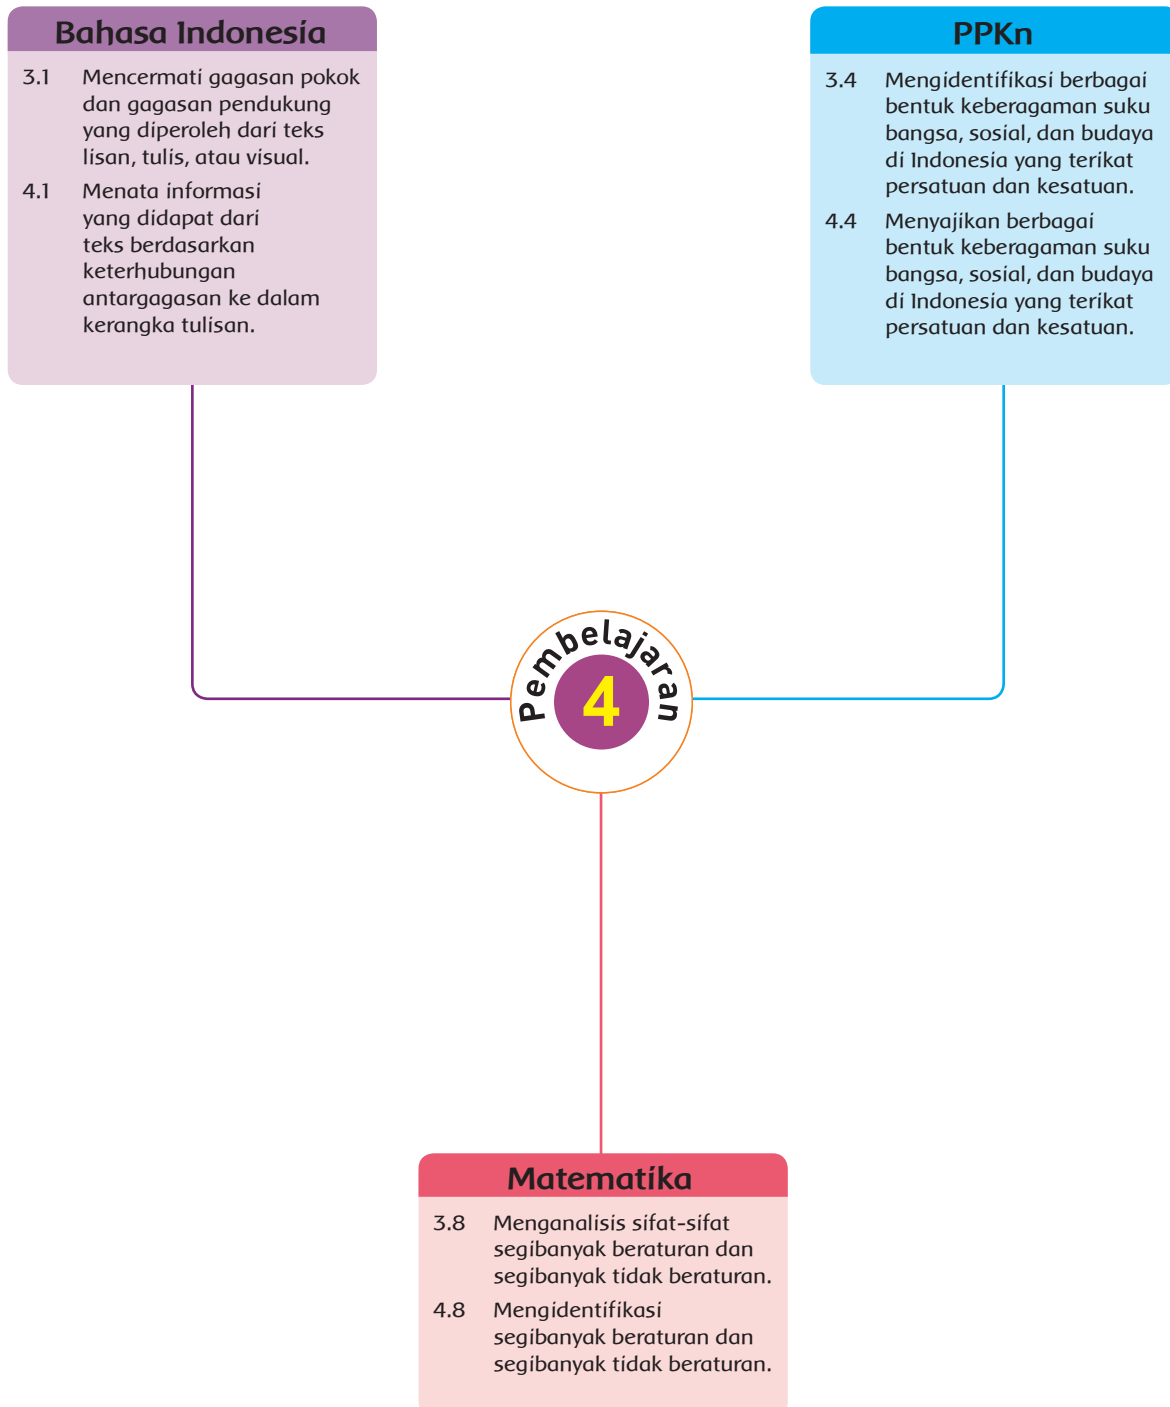 Bahasa Indonesia
3.1 Mencermati gagasan pokok
dan gagasan pendukung
yang diperoleh dari teks
lisan, tulis, atau visual.
4.1 Menata informasi
yang didapat dari
teks berdasarkan
keterhubungan
antargagasan ke dalam
kerangka tulisan.
PPKn
3.4 Mengidentifikasi berbagai
bentuk keberagaman suku
bangsa, sosial, dan budaya
di Indonesia yang terikat
persatuan dan kesatuan.
4.4 Menyajikan berbagai
bentuk keberagaman suku
bangsa, sosial, dan budaya
di Indonesia yang terikat
persatuan dan kesatuan.
Pembelajaran
4
Matematika
3.8 Menganalisis sifat-sifat
segibanyak beraturan dan
segibanyak tidak beraturan.
4.8 Mengidentifikasi
segibanyak beraturan dan
segibanyak tidak beraturan.